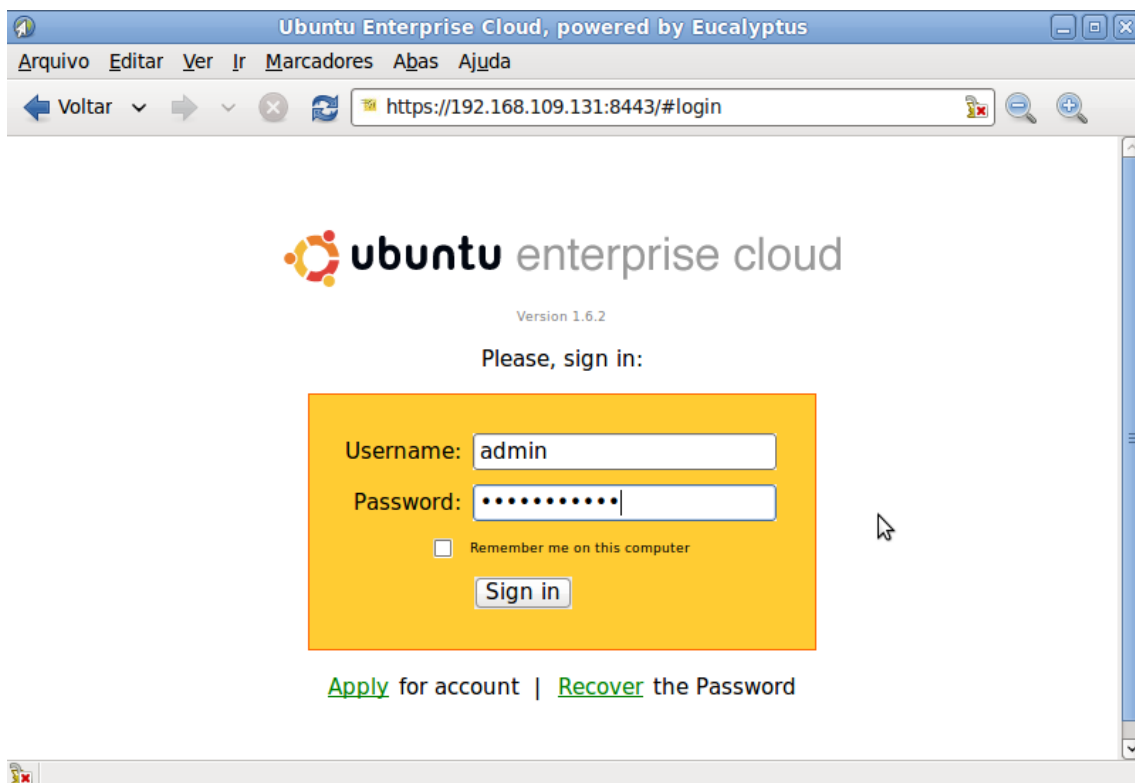 Ubuntu Enterprise Cloud, powered by Eucalyptus
Arquivo Editar Ver Ir Marcadores Abas Ajuda
Voltar https://192.168.109.131:8443/#login
ubuntu enterprise cloud
Version 1.6.2
Please, sign in:
Username: admin
Password: •••••••••••
Remember me on this computer
Sign in
Apply for account | Recover the Password